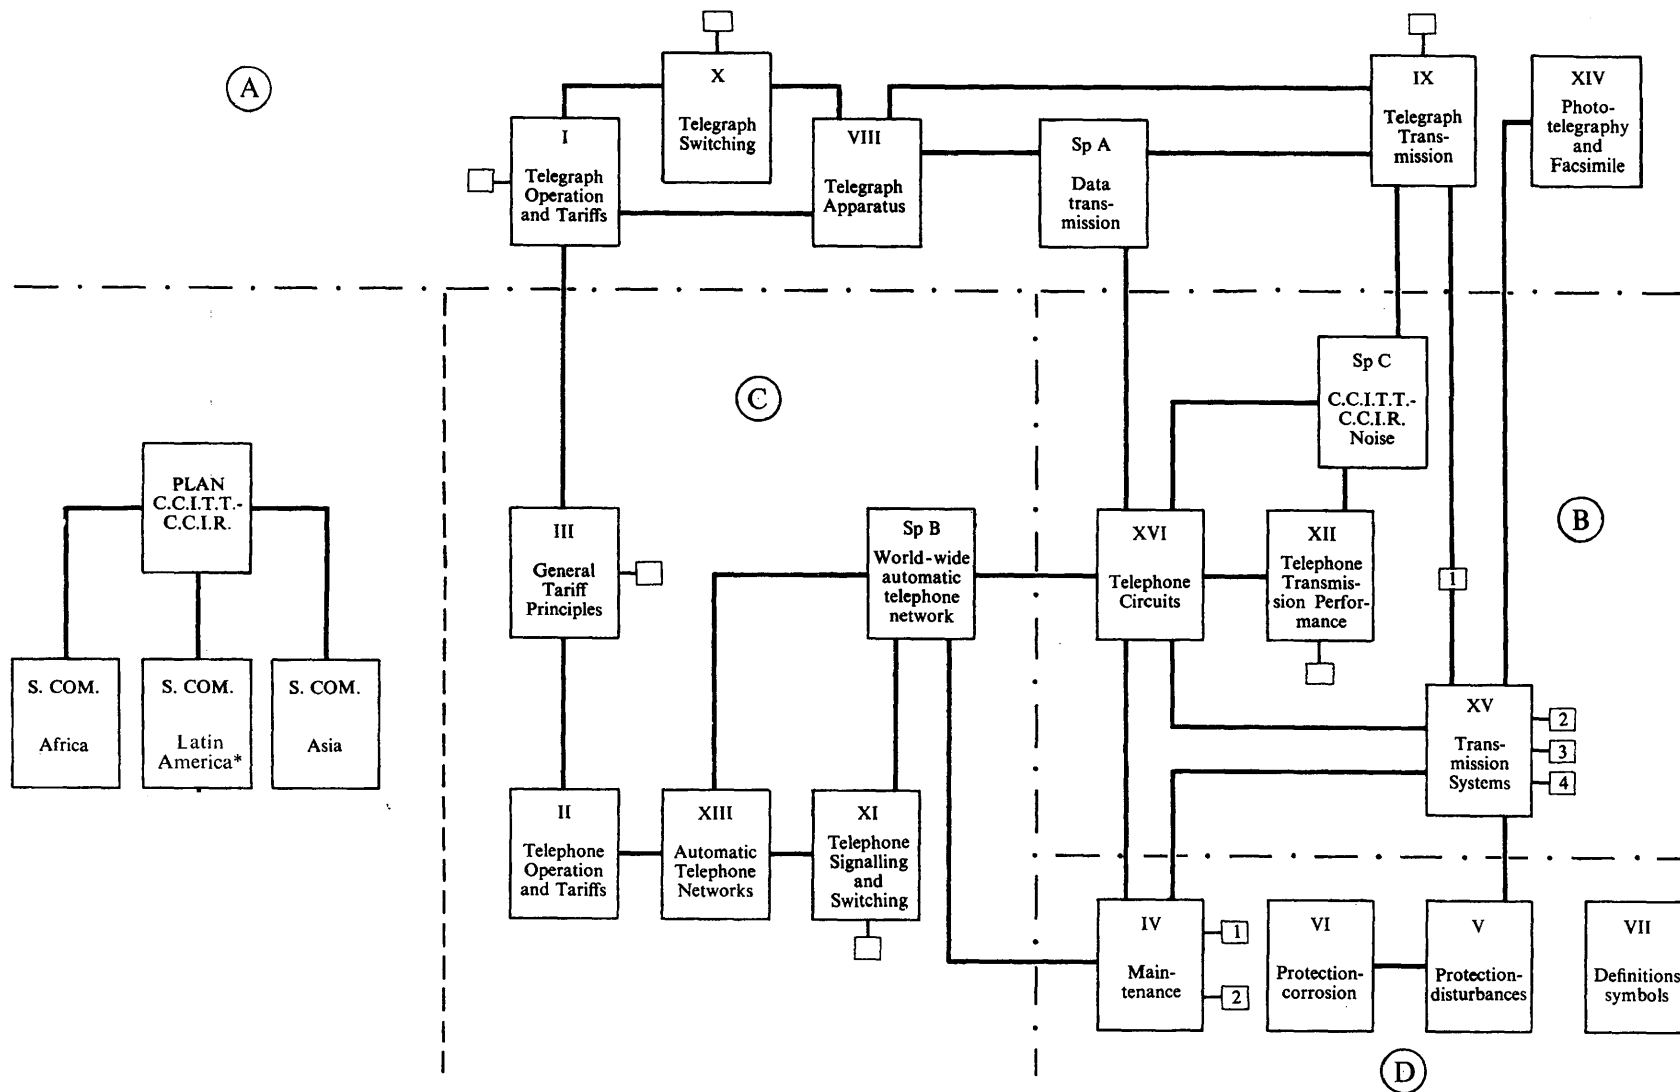 A
X
Telegraph
Switching
I
Telegraph
Operation
and Tariffs
VIII
Telegraph
Apparatus
Sp A
Data
trans-
mission
IX
Telegraph
Trans-
mission
XIV
Photo-
telegraphy
and
Facsimile
PLAN
C.C.I.T.T.-
C.C.I.R.
S. COM.
Africa
S. COM.
Latin
America*
S. COM.
Asia
C
III
General
Tariff
Principles
Sp B
World-wide
automatic
telephone
network
II
Telephone
Operation
and Tariffs
XIII
Automatic
Telephone
Networks
XI
Telephone
Signalling
and
Switching
Sp C
C.C.I.T.T.-
C.C.I.R.
Noise
B
XVI
Telephone
Circuits
XII
Telephone
Transmis-
sion Perfor-
mance
1
XV
Trans-
mission
Systems
2
3
4
IV
Main-
tenance
1
2
VI
Protection-
corrosion
V
Protection-
disturbances
VII
Definitions
symbols
D